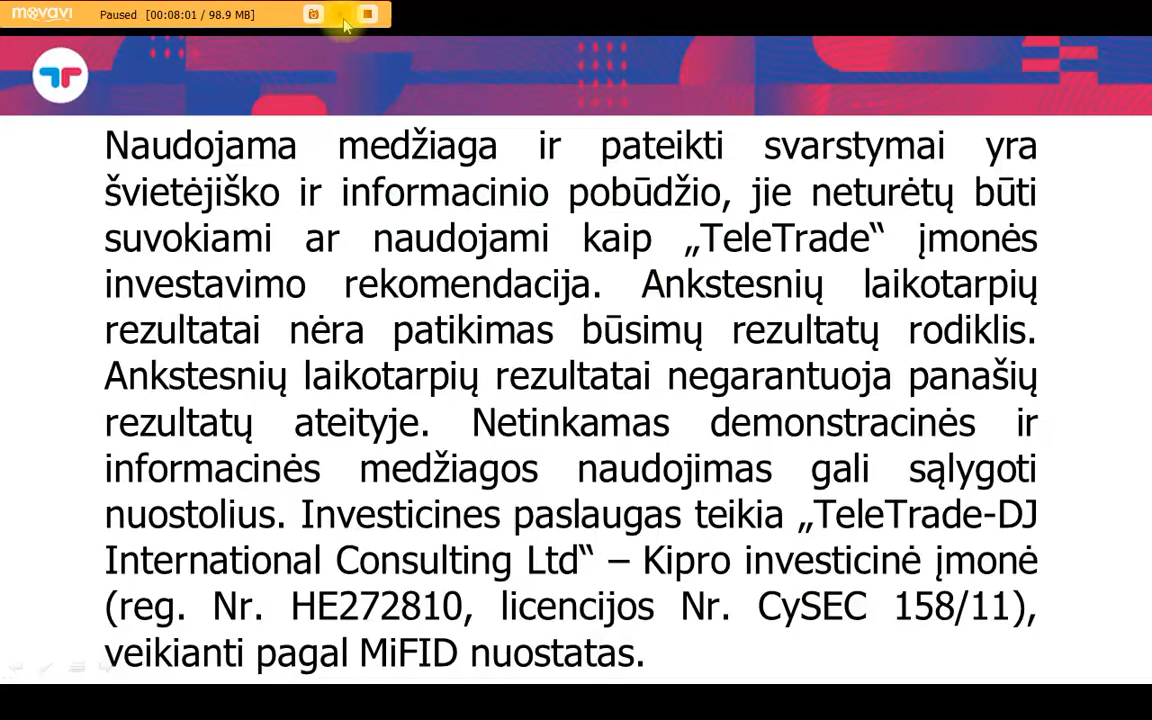 movavi Paused [00:08:01 / 98.9 MB]
Naudojama medžiaga ir pateikti svarstymai yra
švietėjiško ir informacinio pobūdžio, jie neturėtų būti
suvokiami ar naudojami kaip „TeleTrade“ įmonės
investavimo rekomendacija. Ankstesnių laikotarpių
rezultatai nėra patikimas būsimų rezultatų rodiklis.
Ankstesnių laikotarpių rezultatai negarantuoja panašių
rezultatų ateityje. Netinkamas demonstracinės ir
informacinės medžiagos naudojimas gali sąlygoti
nuostolius. Investicines paslaugas teikia „TeleTrade-DJ
International Consulting Ltd“ – Kipro investicinė įmonė
(reg. Nr. HE272810, licencijos Nr. CySEC 158/11),
veikianti pagal MiFID nuostatas.